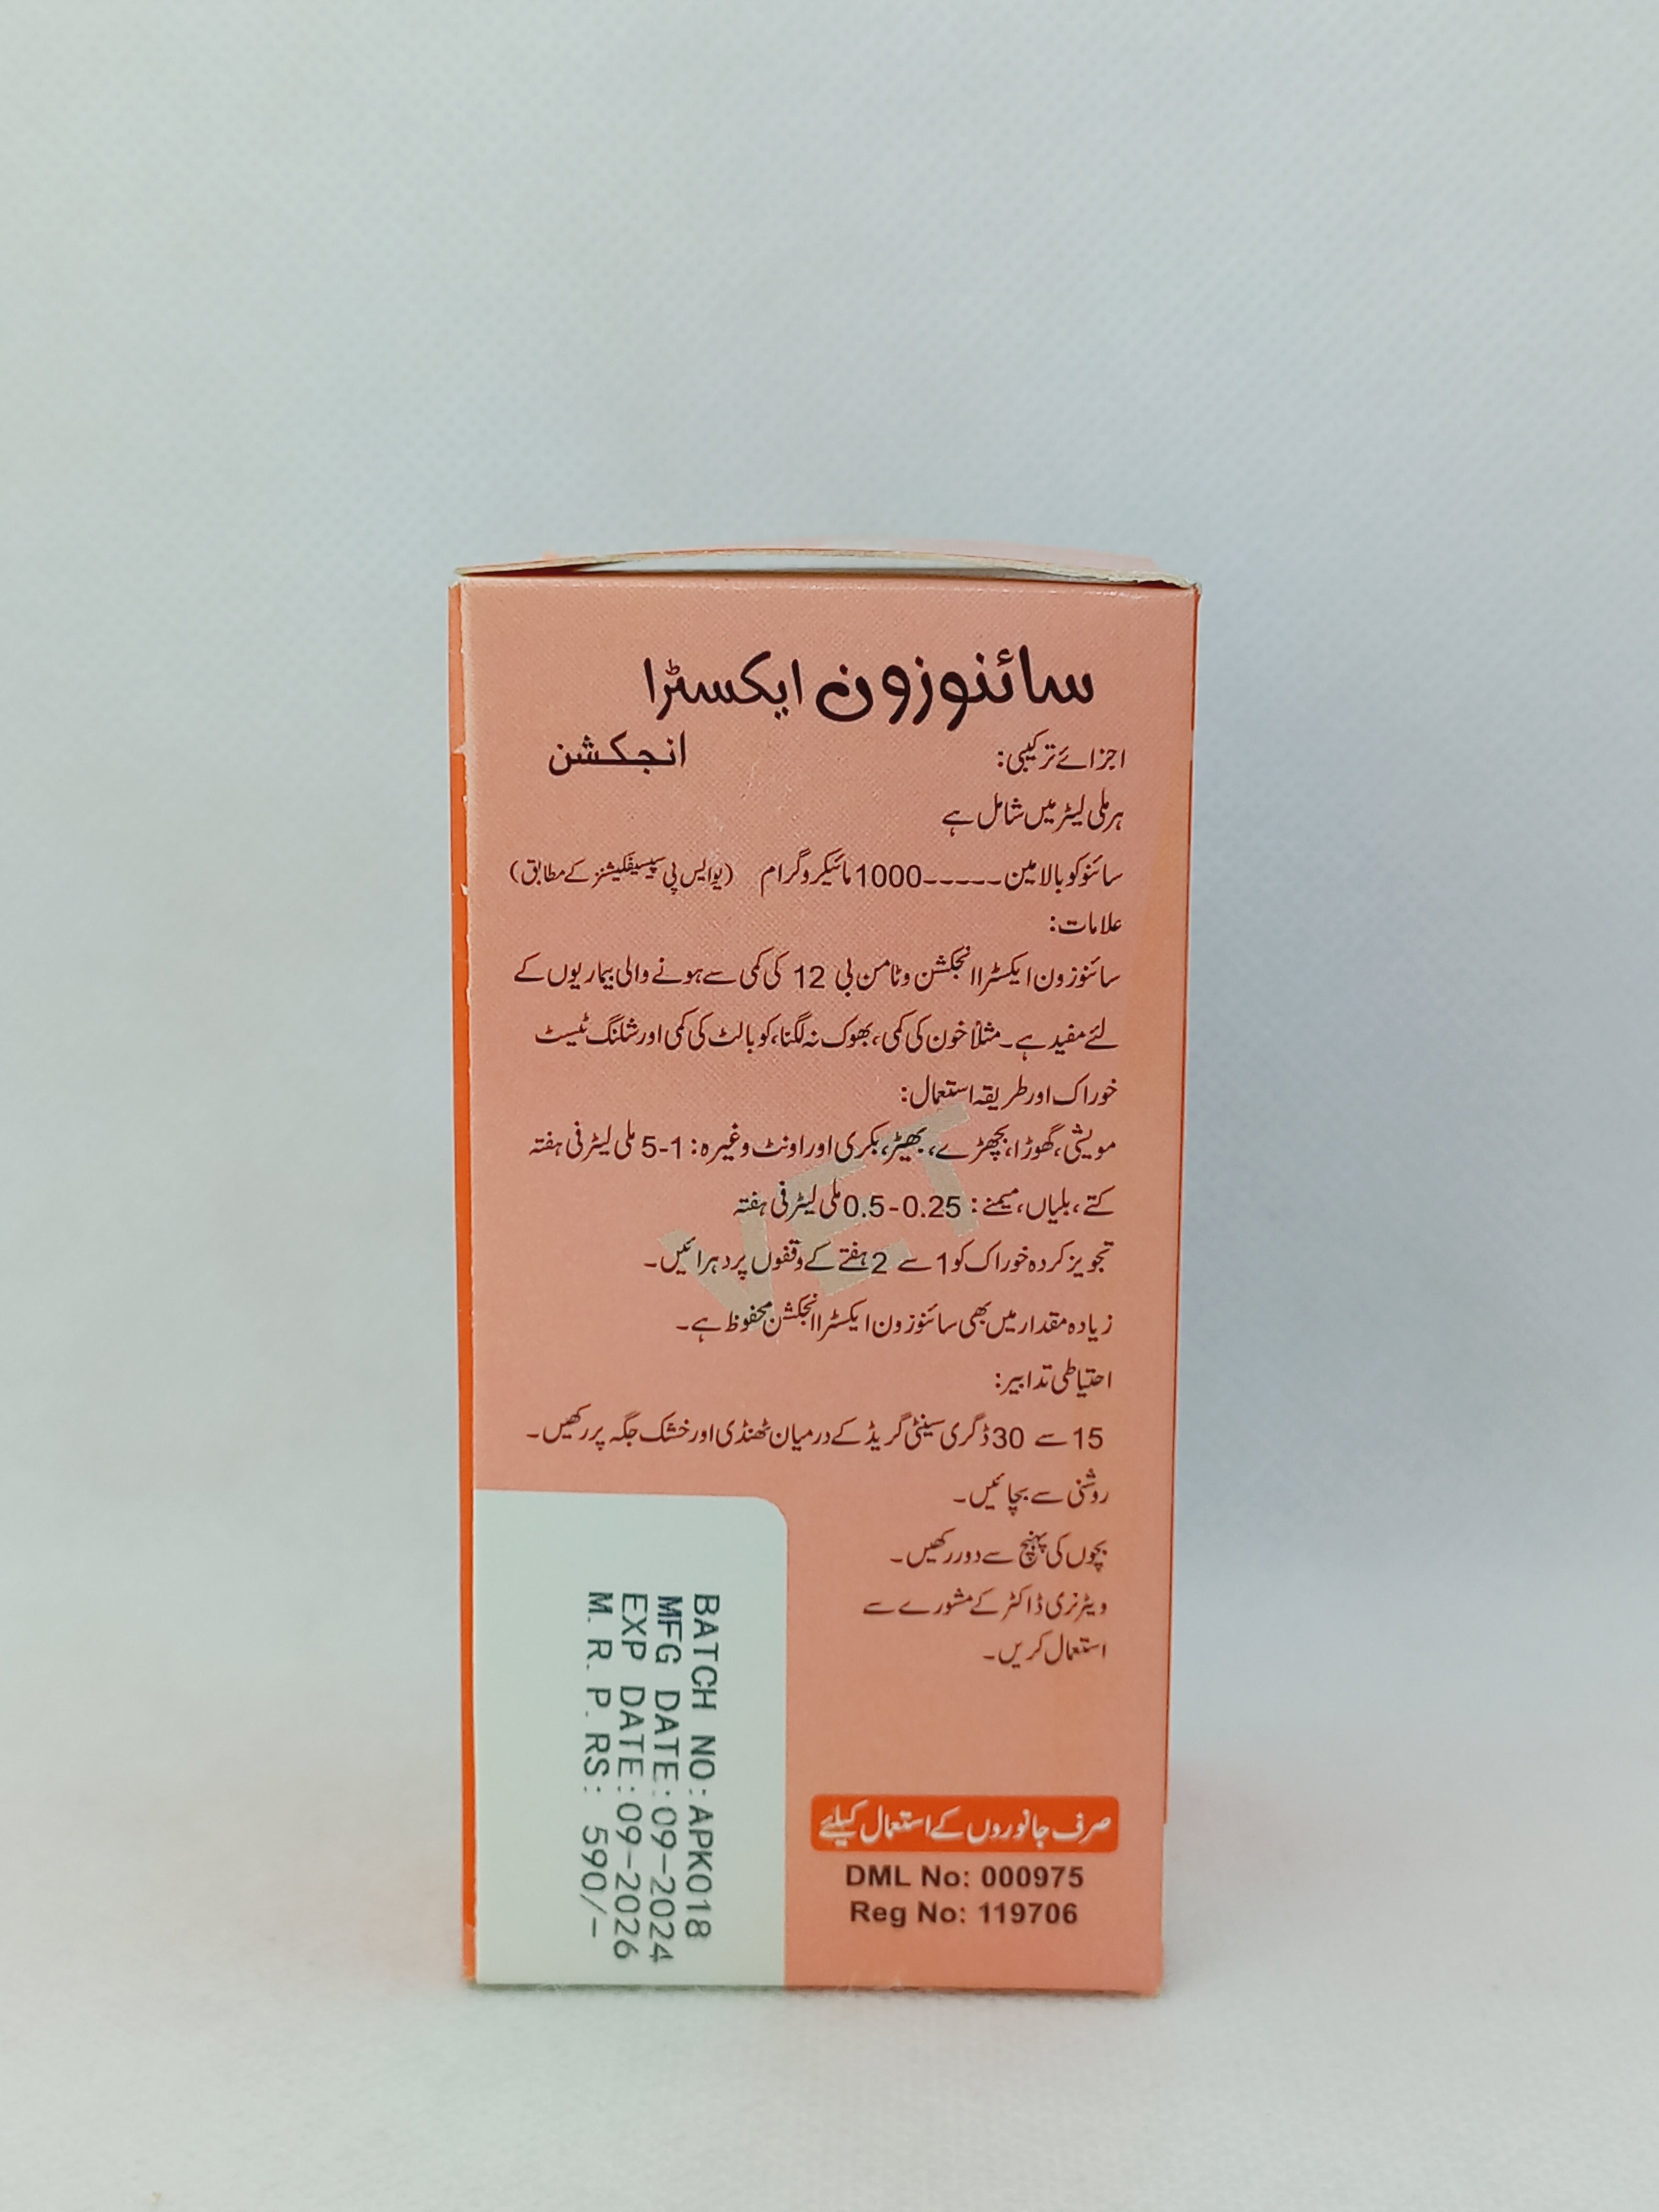 سائنوزون ایکسٹرا
انجکشن
اجزائے ترکیبی:
ہر ملی لیٹر میں شامل ہے
سائنوکوبالامین-----1000 مائیکروگرام (یو ایس پی سپیسیفکیشنز کے مطابق)
علامات:
سائنوزون ایکسٹرا انجکشن وٹامن بی 12 کی کمی سے ہونے والی بیماریوں کے
لئے مفید ہے۔ مثلاً خون کی کمی، بھوک نہ لگنا، کوبالٹ کی کمی اور شلنگ ٹیسٹ
خوراک اور طریقہ استعمال:
مویشی، گھوڑا، بچھڑے، بھیڑ، بکری اور اونٹ وغیرہ: 1-5 ملی لیٹر فی ہفتہ
کتے، بلیاں، میمنے: 0.25-0.5 ملی لیٹر فی ہفتہ
تجویز کردہ خوراک کو 1 سے 2 ہفتے کے وقفوں پر دہرائیں۔
زیادہ مقدار میں بھی سائنوزون ایکسٹرا انجکشن محفوظ ہے۔
VET
احتیاطی تدابیر:
15 سے 30 ڈگری سینٹی گریڈ کے درمیان ٹھنڈی اور خشک جگہ پر رکھیں۔
روشنی سے بچائیں۔
بچوں کی پہنچ سے دور رکھیں۔
ویٹرنری ڈاکٹر کے مشورے سے
استعمال کریں۔
صرف جانوروں کے استعمال کیلئے
DML No: 000975
Reg No: 119706
BATCH NO:APK018
MFG DATE:09-2024
EXP DATE:09-2026
M. R. P. RS: 590/-